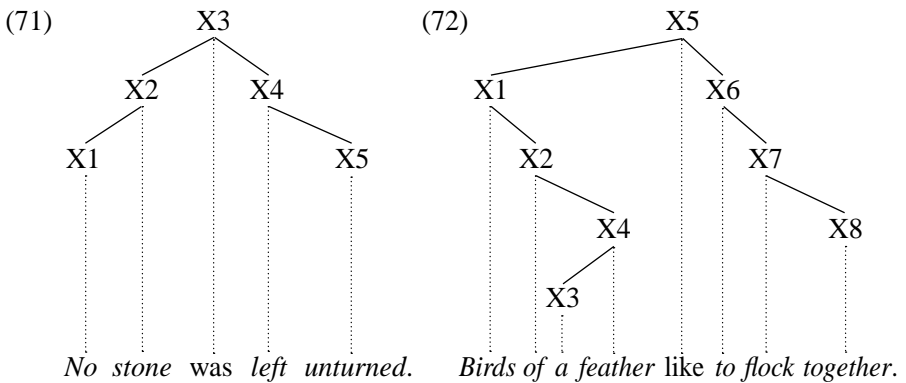 (71) X3 (72) X5
X2 X4 X1 X6
X1 X5 X2 X7
X4 X8
X3
No stone was left unturned. Birds of a feather like to flock together.